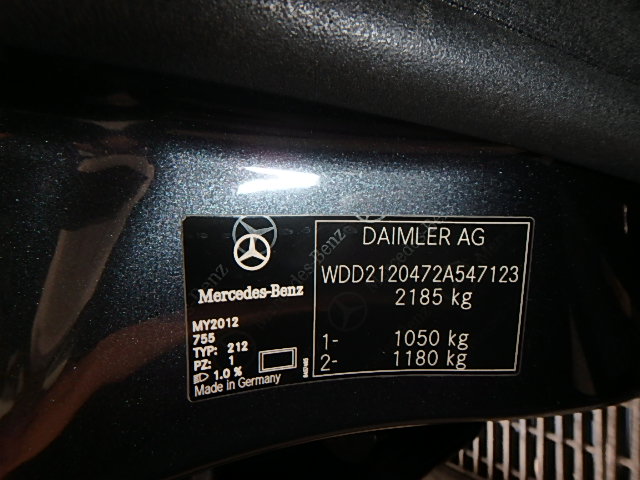 Mercedes-Benz
MY2012
755
TYP: 212
PZ: 1
1.0 %
Made in Germany
DAIMLER AG
WDD2120472A547123
2185 kg
1- 1050 kg
2- 1180 kg